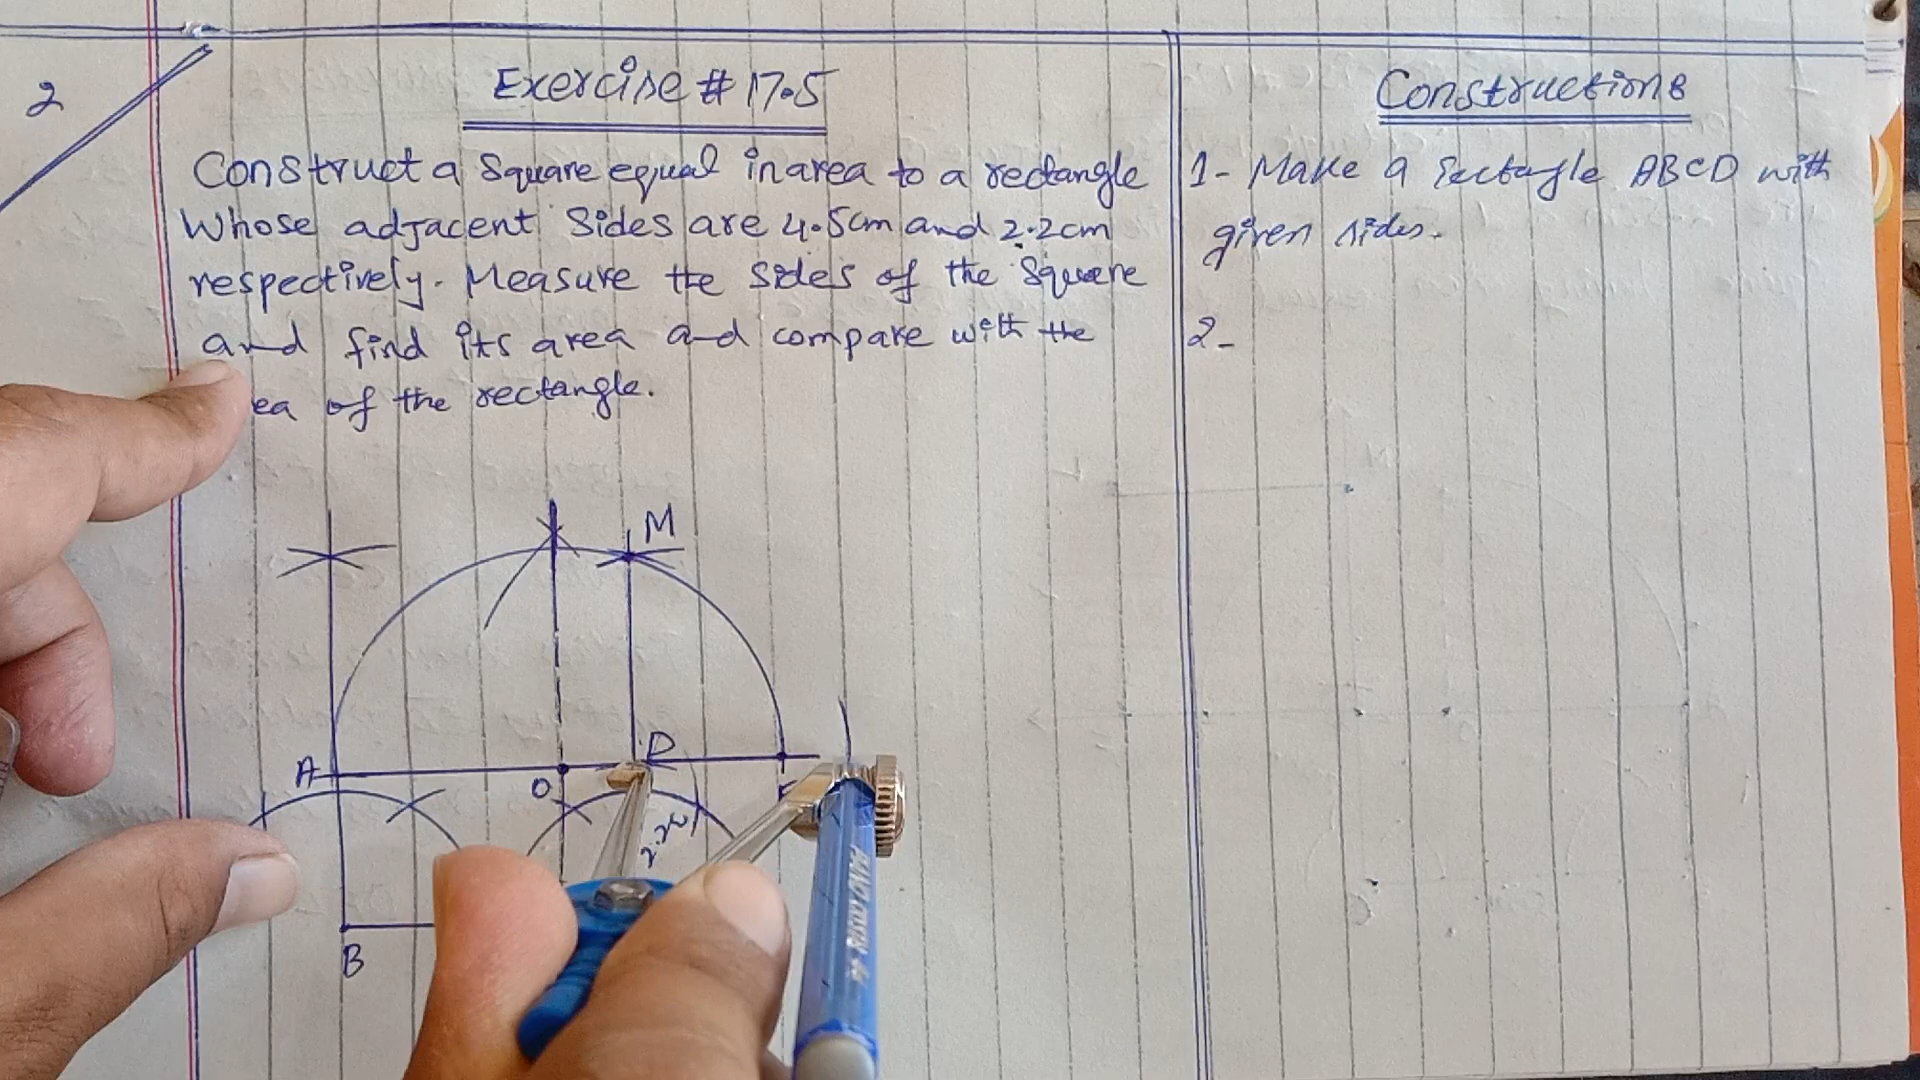 2
Exercise # 17.5
Construct a square equal in area to a rectangle
Whose adjacent Sides are 4.5cm and 2.2cm
respectively. Measure the sides of the square
and find its area and compare with the
ea of the rectangle.
Constructions
1- Make a rectangle ABCD with
given sides.
2-
M
A
O
D
2.2
B